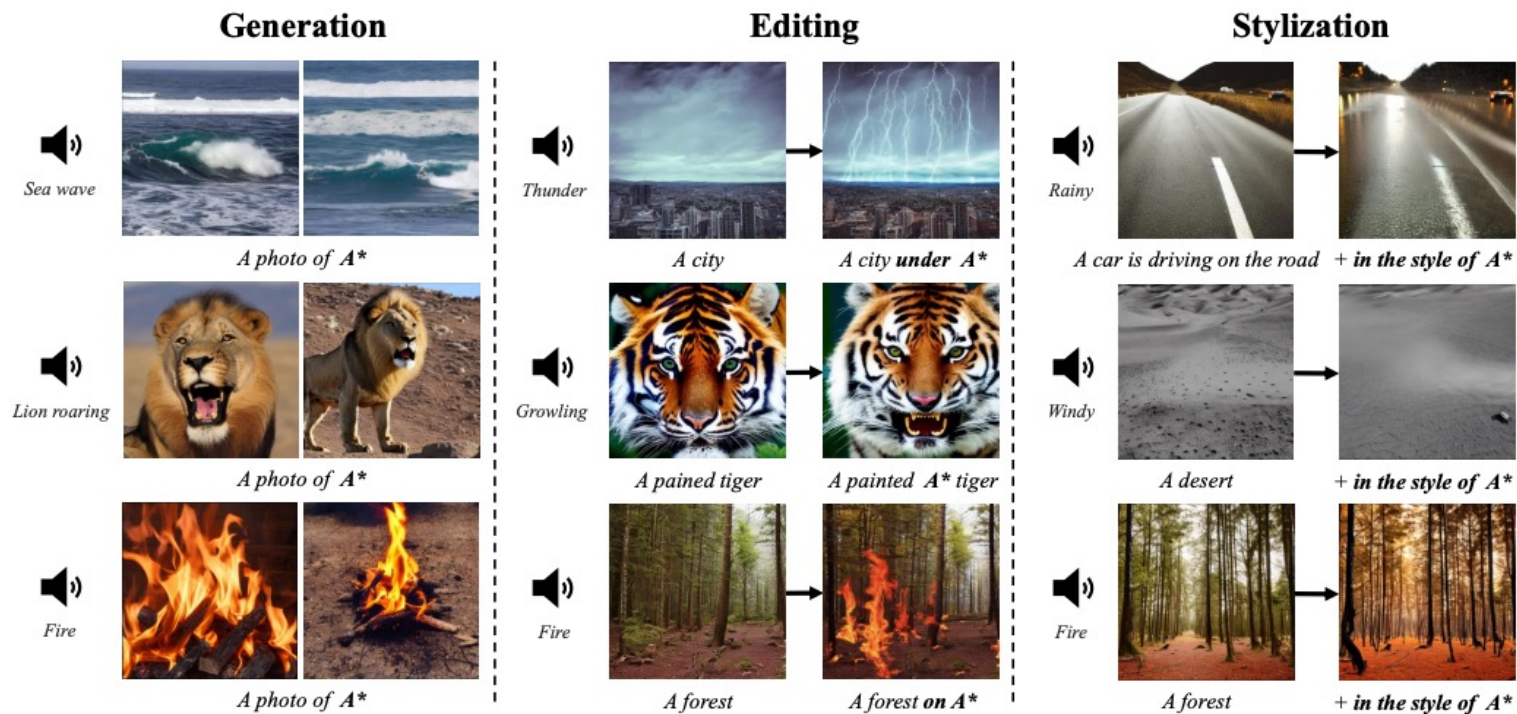 Generation
Editing
Stylization
Sea wave
A photo of A*
Thunder
A city
A city under A*
Rainy
A car is driving on the road
+ in the style of A*
Lion roaring
A photo of A*
Growling
A pained tiger
A painted A* tiger
Windy
A desert
+ in the style of A*
Fire
A photo of A*
Fire
A forest
A forest on A*
Fire
A forest
+ in the style of A*